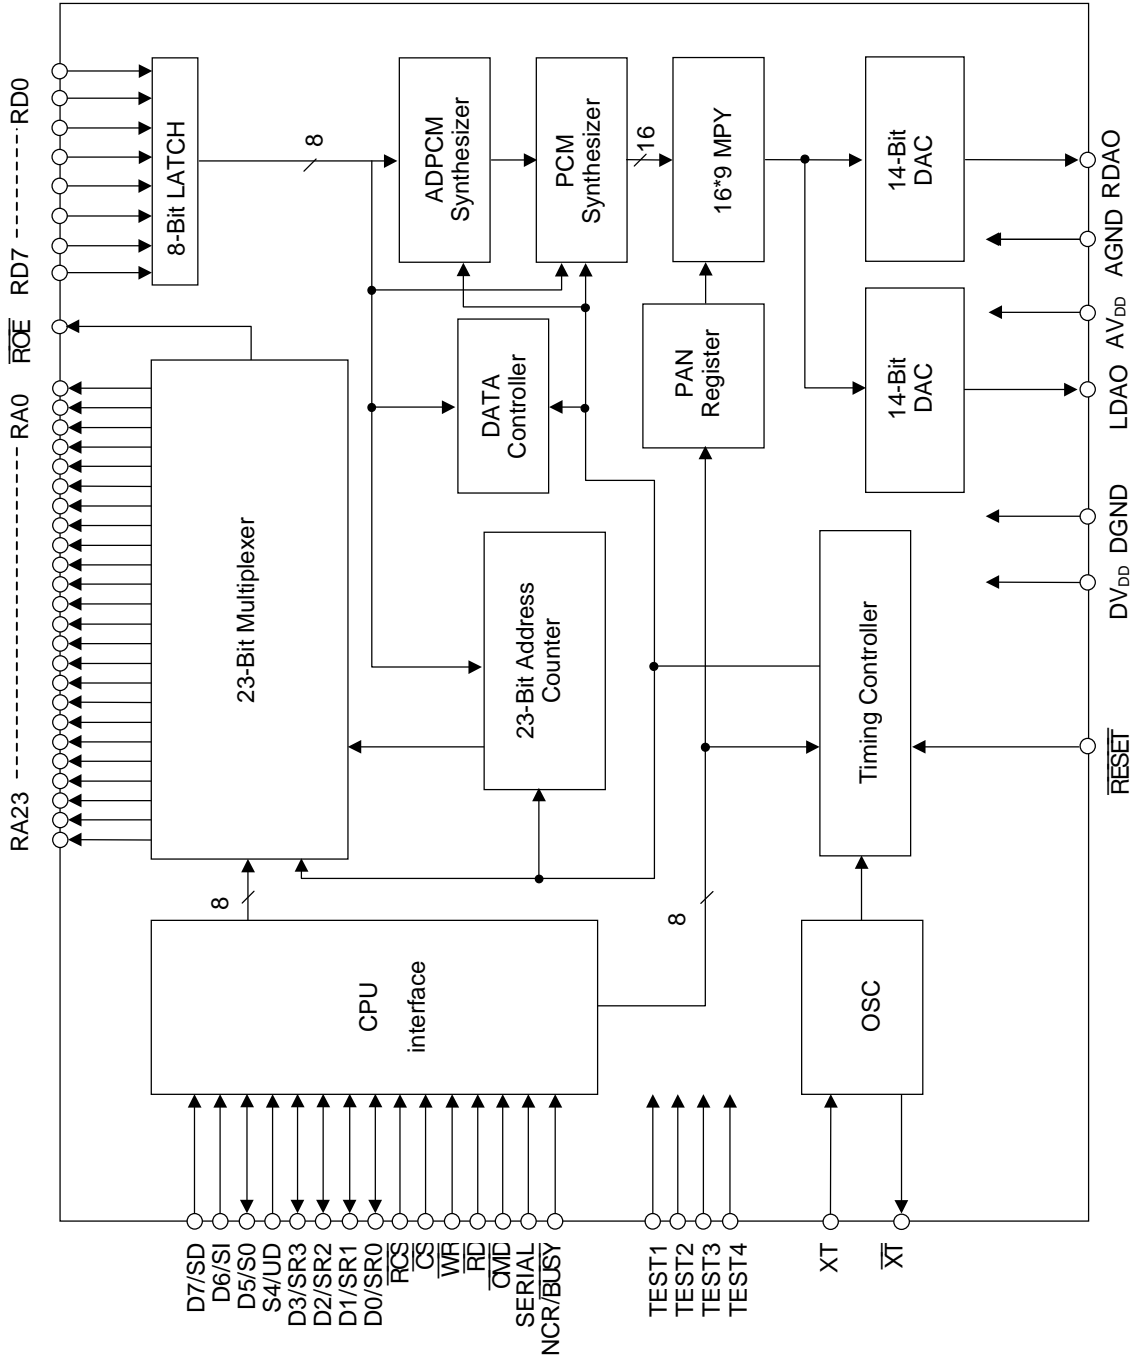 RD7 RD0
ROE
RA23 RA0
8-Bit LATCH
8
ADPCM
Synthesizer
PCM
Synthesizer
16
16*9 MPY
14-Bit
DAC
14-Bit
DAC
23-Bit Multiplexer
DATA
Controller
PAN
Register
23-Bit Address
Counter
Timing Controller
8
8
CPU
interface
OSC
D7/SD
D6/SI
D5/S0
S4/UD
D3/SR3
D2/SR2
D1/SR1
D0/SR0
RCS
CS
WR
RD
CMD
SERIAL
NCR/BUSY
TEST1
TEST2
TEST3
TEST4
XT
XT
RESET
DVDD
DGND
LDAO
AVDD
AGND
RDAO